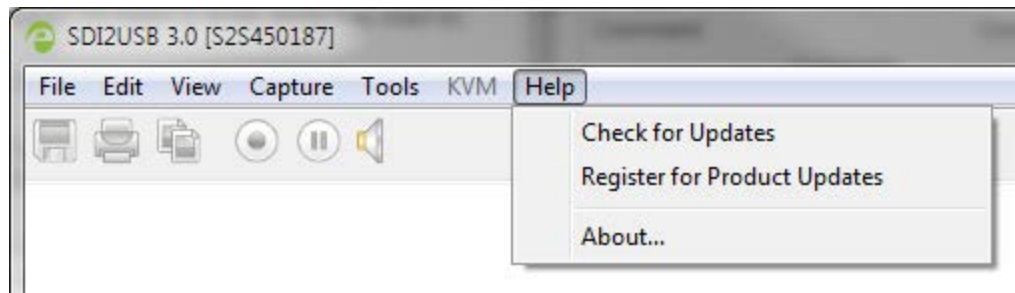 SDI2USB 3.0 [S2S450187]
File Edit View Capture Tools KVM Help
Check for Updates
Register for Product Updates
About...